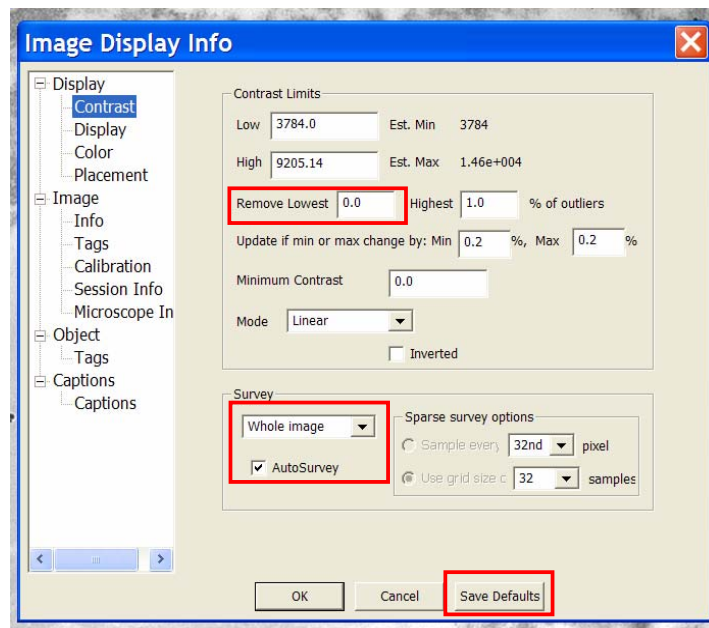 Image Display Info
Display
Contrast
Display
Color
Placement
Image
Info
Tags
Calibration
Session Info
Microscope In
Object
Tags
Captions
Captions
Contrast Limits
Low 3784.0 Est. Min 3784
High 9205.14 Est. Max 1.46e+004
Remove Lowest 0.0 Highest 1.0 % of outliers
Update if min or max change by: Min 0.2 %, Max 0.2 %
Minimum Contrast 0.0
Mode Linear
Inverted
Survey
Whole image
AutoSurvey
Sparse survey options
Sample every 32nd pixel
Use grid size c 32 samples
OK Cancel Save Defaults